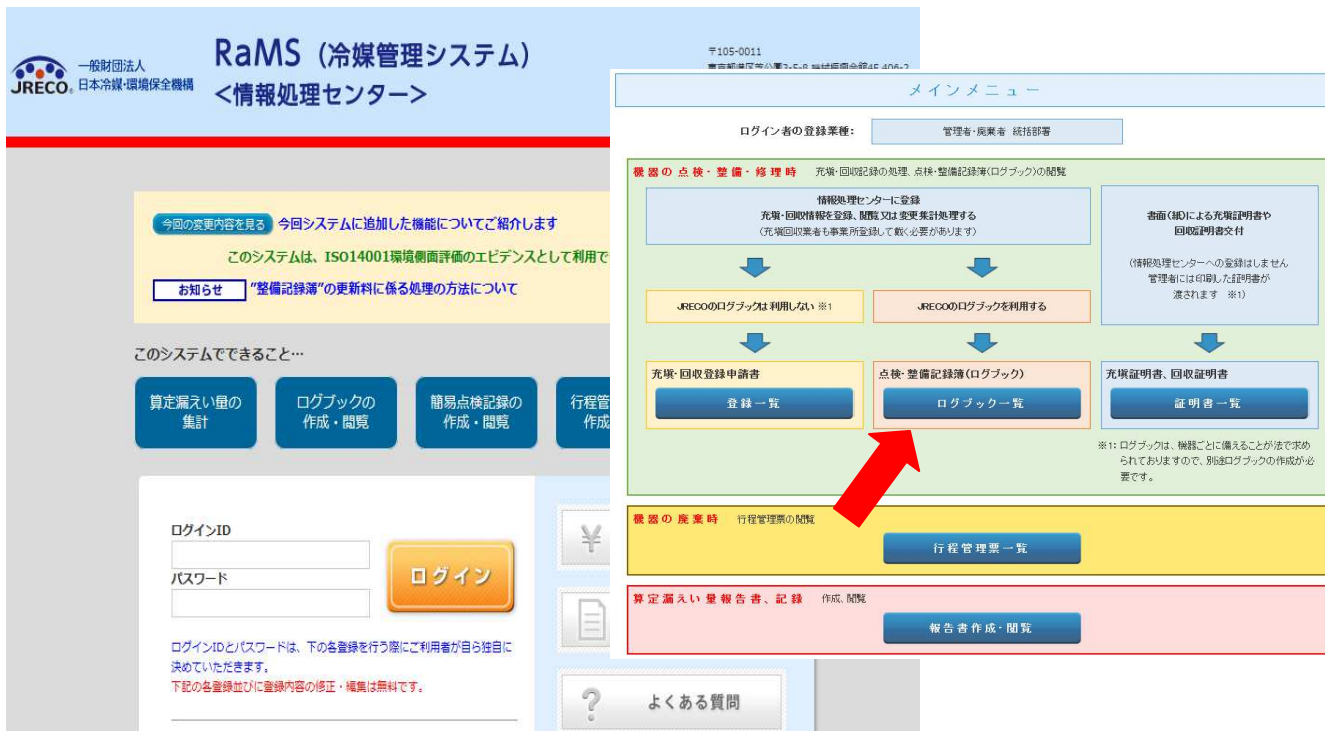 JRECO
一般財団法人
日本冷媒・環境保全機構
RaMS（冷媒管理システム）
<情報処理センター>
〒105-0011
今回の変更内容を見る
今回システムに追加した機能についてご紹介します
このシステムは、ISO14001環境側面評価のエビデンスとして利用で
お知らせ
"整備記録簿"の更新料に係る処理の方法について
このシステムでできること…
算定漏えい量の
集計
ログブックの
作成・閲覧
簡易点検記録の
作成・閲覧
行程管
作成
ログインID
パスワード
ログイン
ログインIDとパスワードは、下の各登録を行う際にご利用者が自ら独自に
決めていただきます。
下記の各登録並びに登録内容の修正・編集は無料です。
よくある質問
メインメニュー
ログイン者の登録業種：
管理者・廃棄者 統括部署
機器の点検・整備・修理時
充填・回収記録の処理、点検・整備記録簿(ログブック)の閲覧
情報処理センターに登録
充填・回収情報を登録、閲覧又は変更集計処理する
（充填回収業者も事業所登録して戴く必要があります）
JRECOのログブックは利用しない ※1
JRECOのログブックを利用する
書面（紙）による充填証明書や
回収証明書交付
（情報処理センターへの登録はしません
管理者には印刷した証明書が
渡されます ※1）
充填・回収登録申請書
登録一覧
点検・整備記録簿(ログブック)
ログブック一覧
充填証明書、回収証明書
証明書一覧
※1：ログブックは、機器ごとに備えることが法で求め
られておりますので、別途ログブックの作成が必
要です。
機器の廃棄時
行程管理票の閲覧
行程管理票一覧
算定漏えい量報告書、記録
作成、閲覧
報告書作成・閲覧